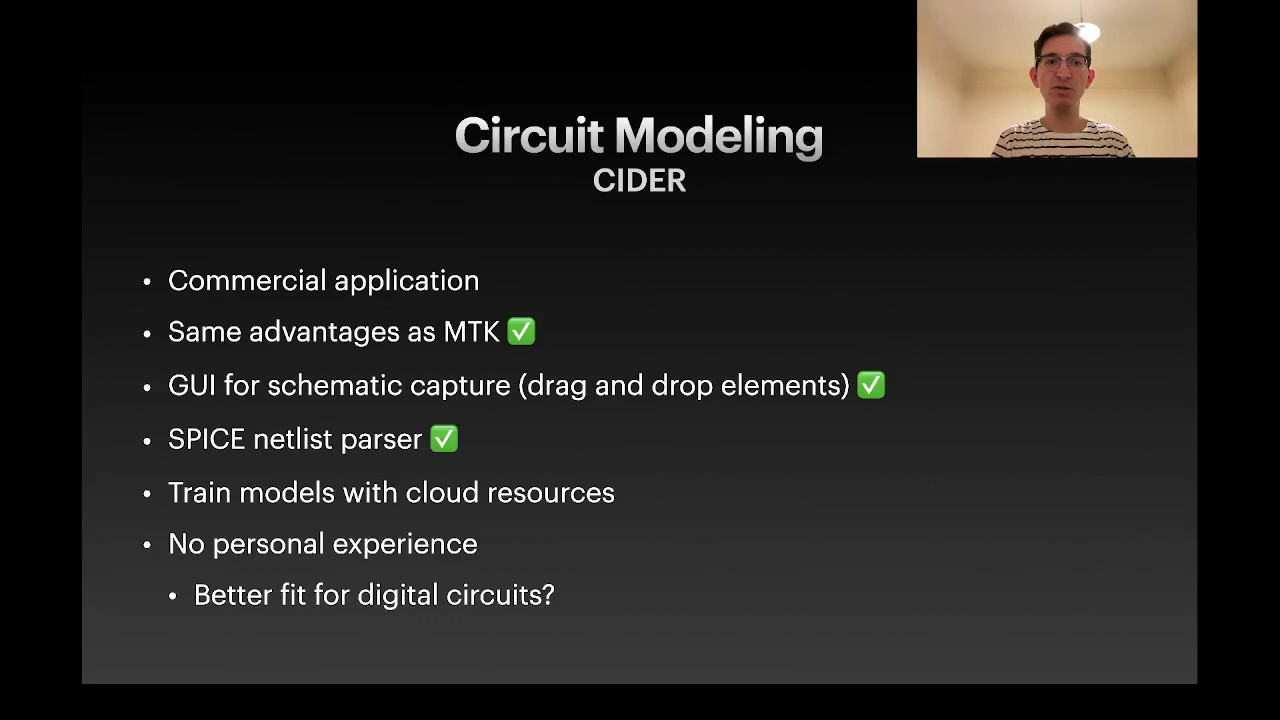 Circuit Modeling
CIDER
• Commercial application
• Same advantages as MTK ✅
• GUI for schematic capture (drag and drop elements) ✅
• SPICE netlist parser ✅
• Train models with cloud resources
• No personal experience
• Better fit for digital circuits?